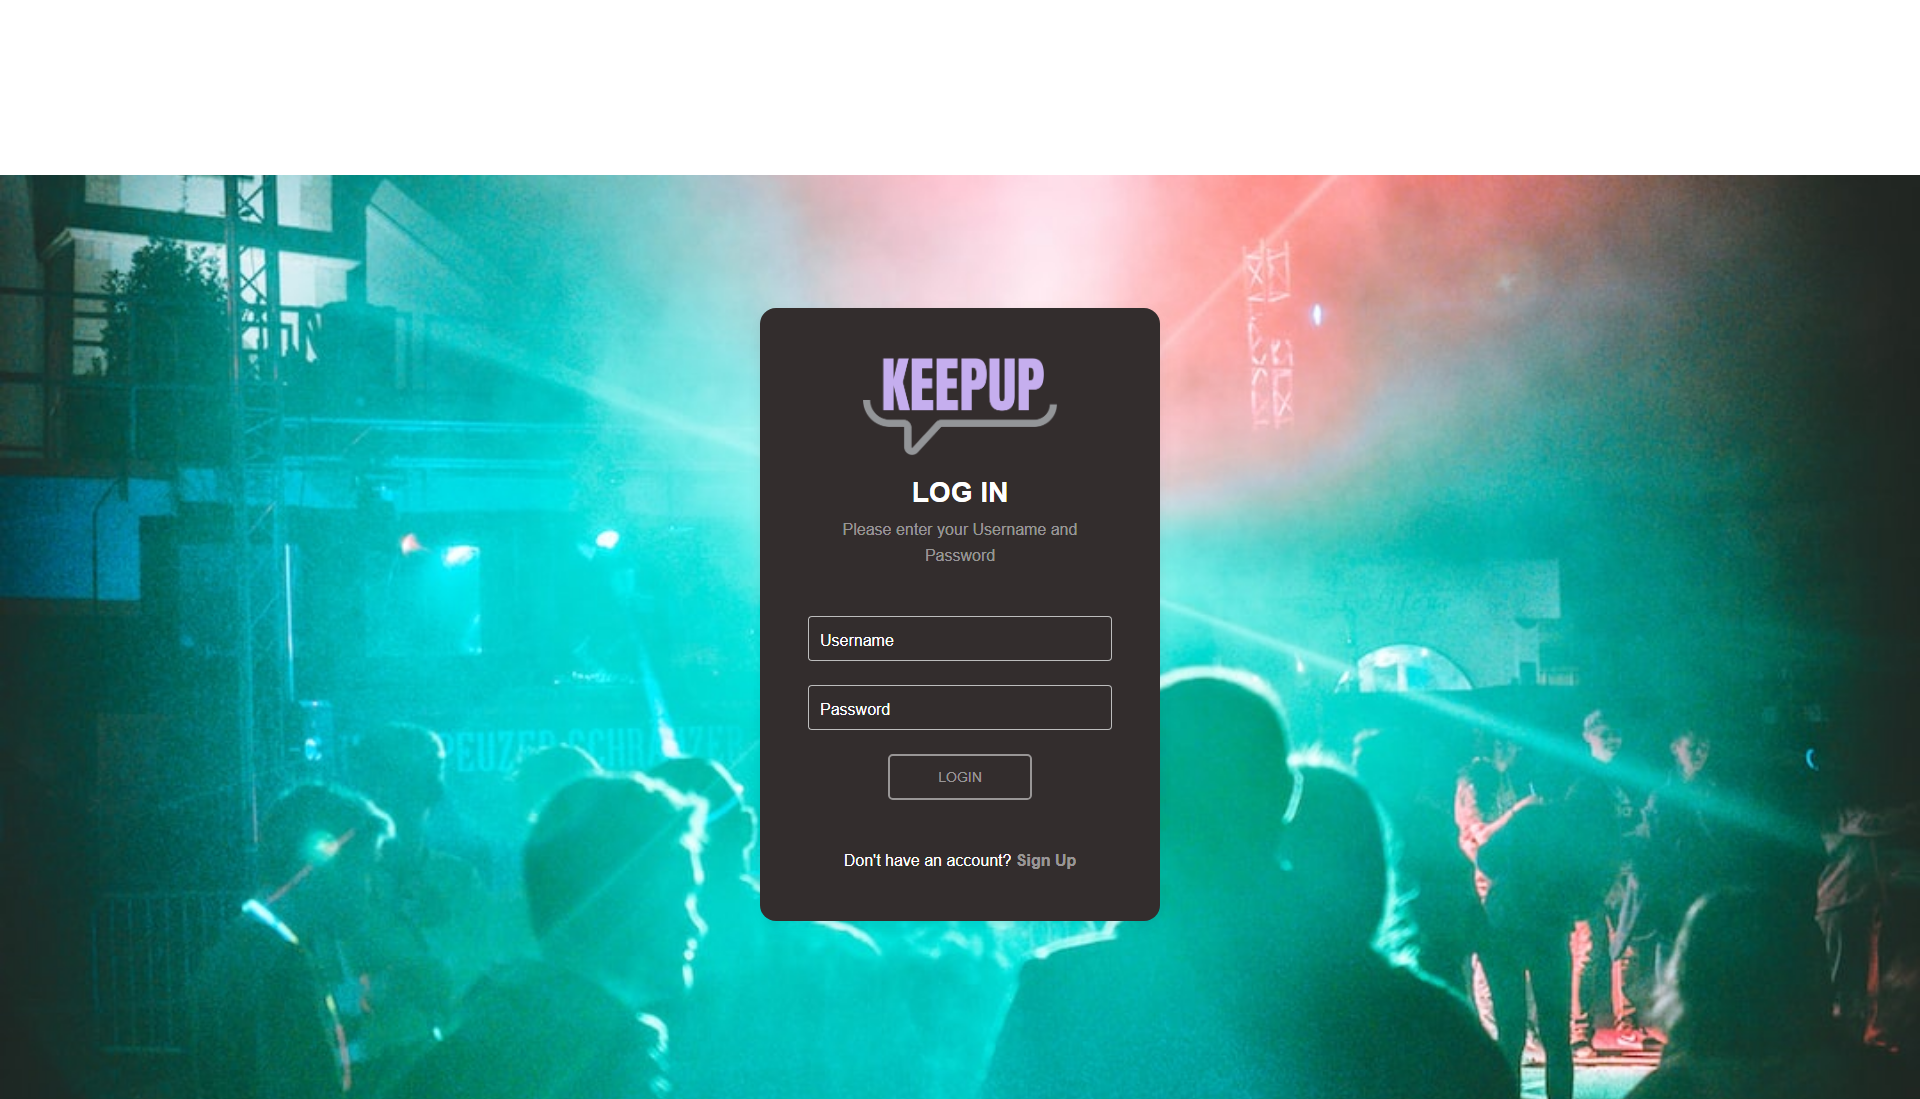 KEEPUP
LOG IN
Please enter your Username and
Password
Username
Password
LOGIN
Don't have an account? Sign Up